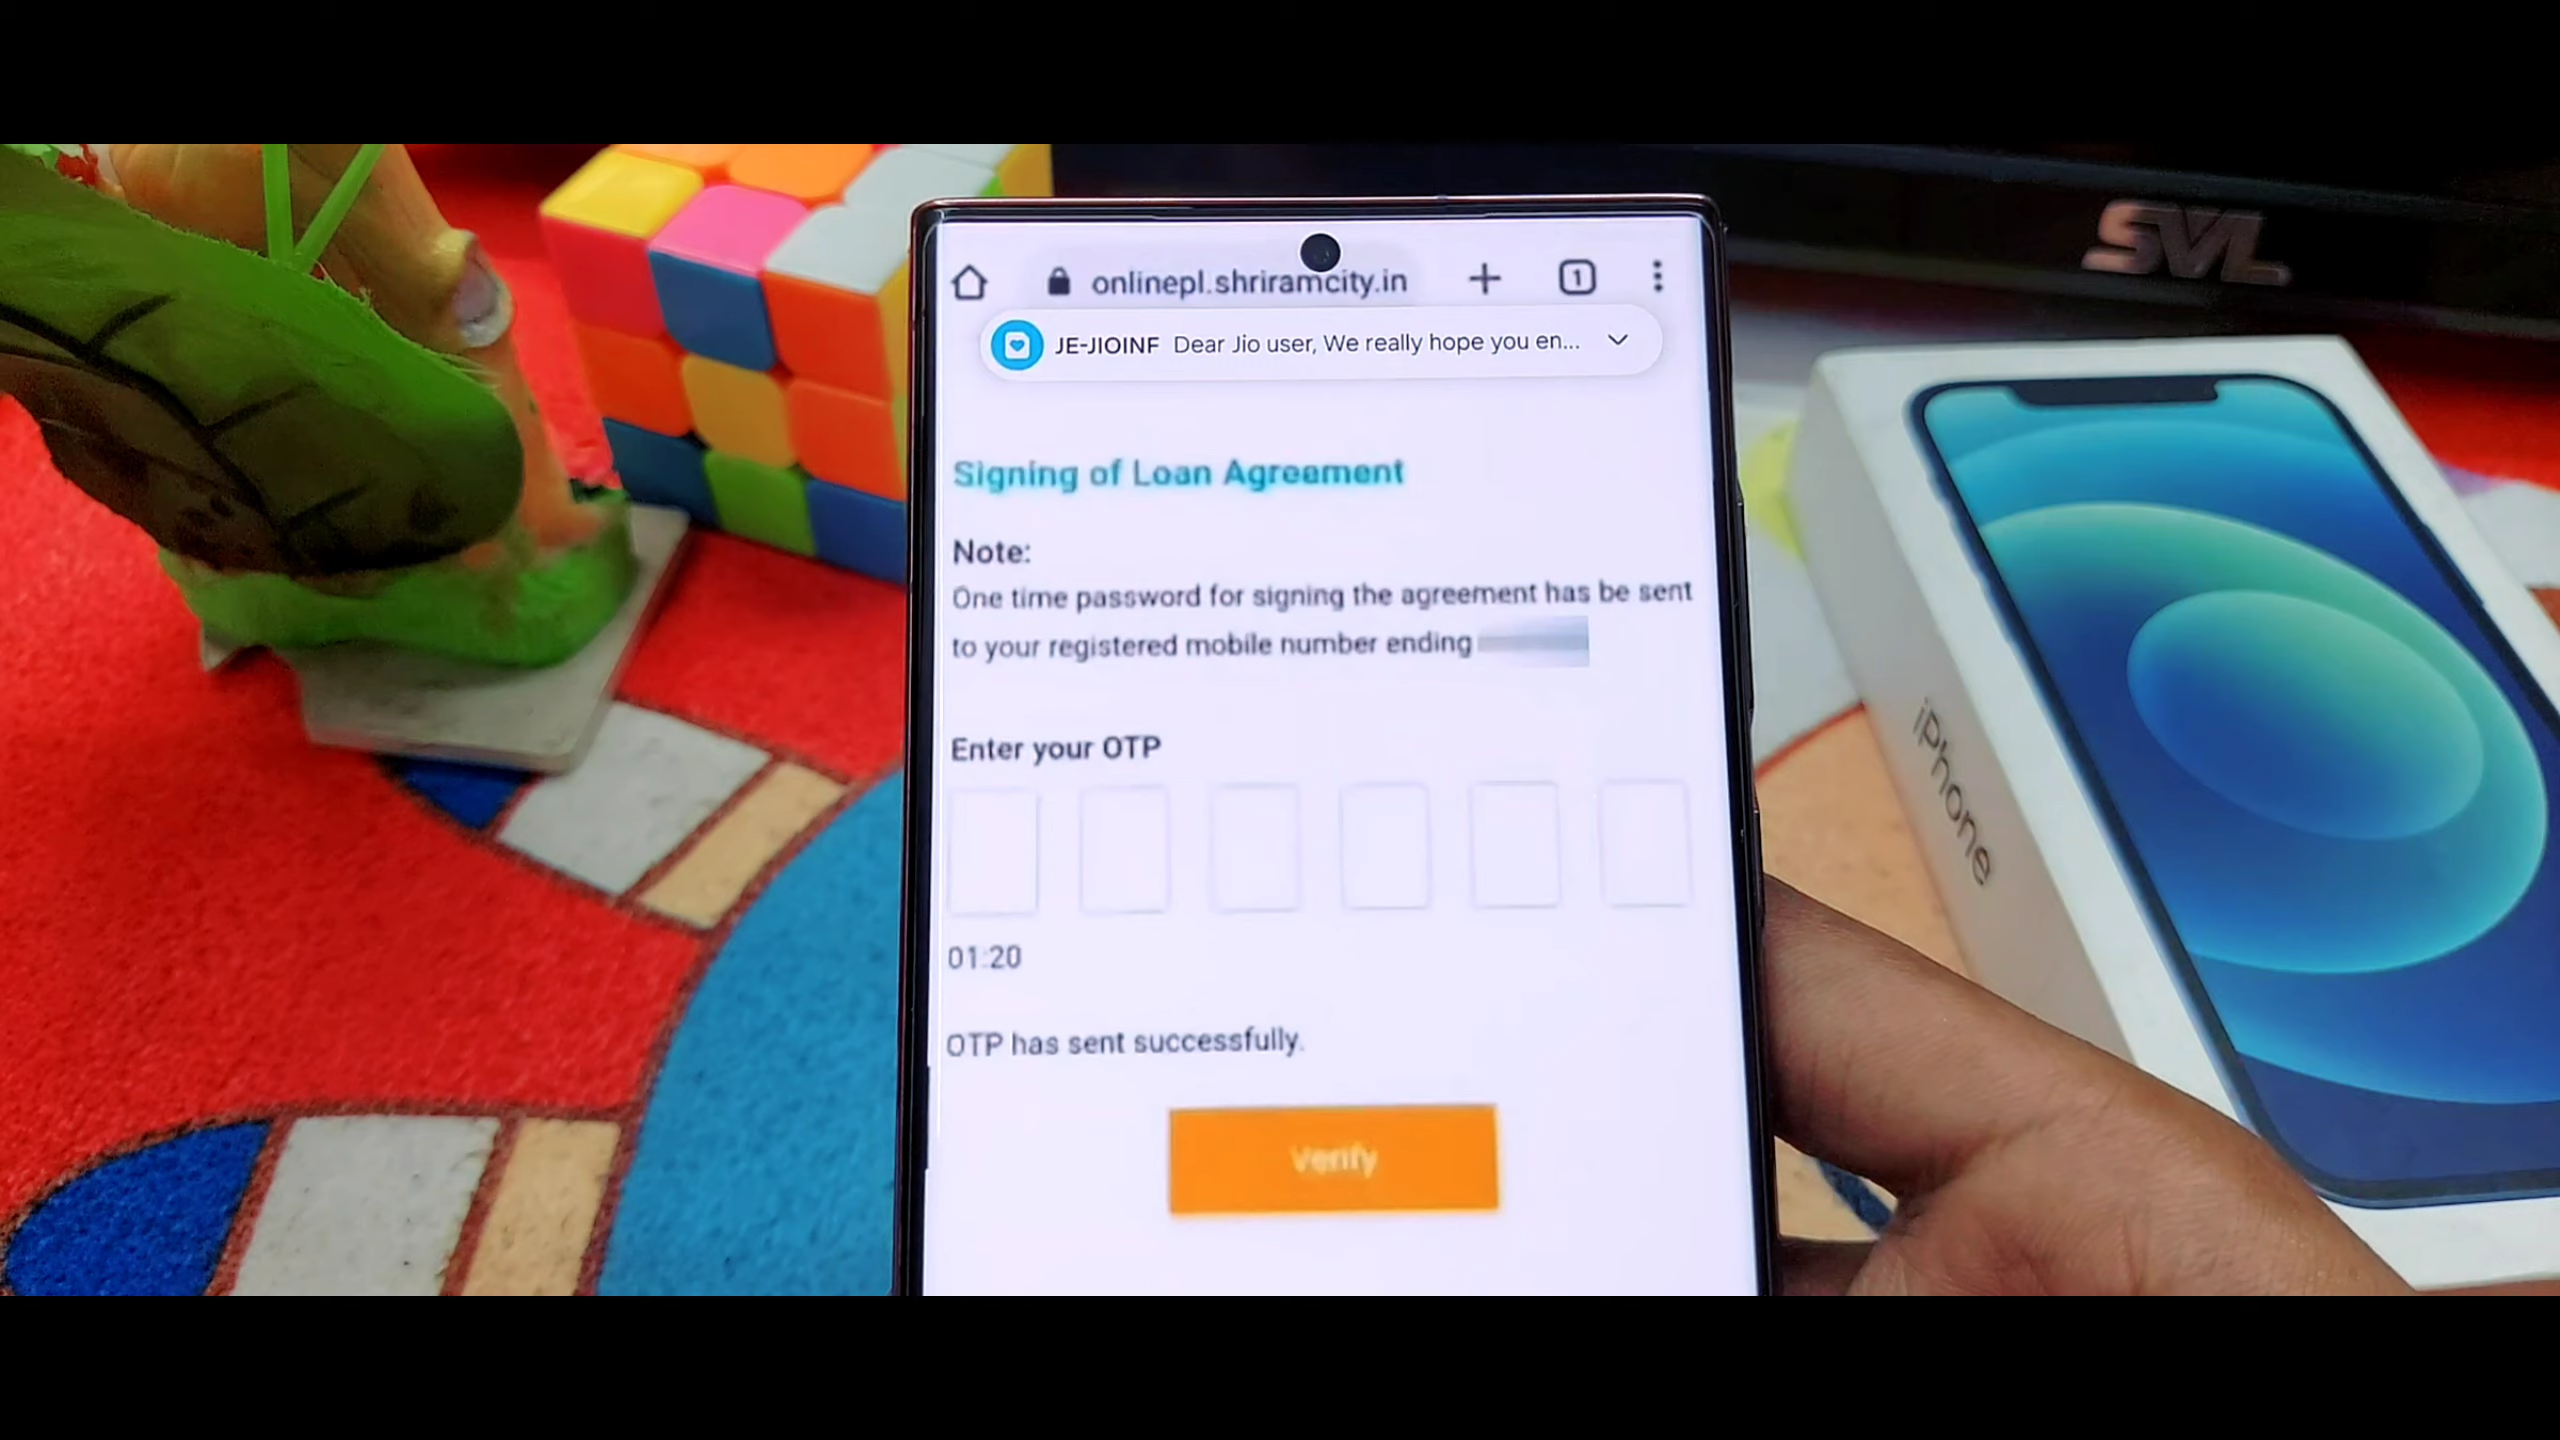 SVL
onlinepl.shriramcity.in
1
JE-JIOINF Dear Jio user, We really hope you en...
Signing of Loan Agreement
Note:
One time password for signing the agreement has be sent
to your registered mobile number ending
Enter your OTP
01:20
OTP has sent successfully.
Verify
iPhone